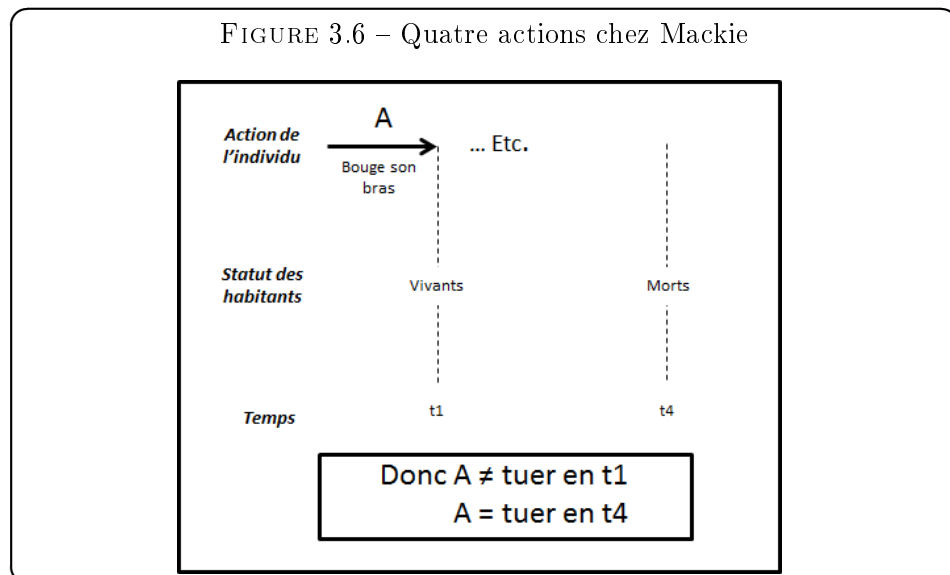 FIGURE 3.6 – Quatre actions chez Mackie
Action de
l'individu
A
Bouge son
bras
... Etc.
Statut des
habitants
Vivants
Morts
Temps
t1
t4
Donc A ≠ tuer en t1
A = tuer en t4